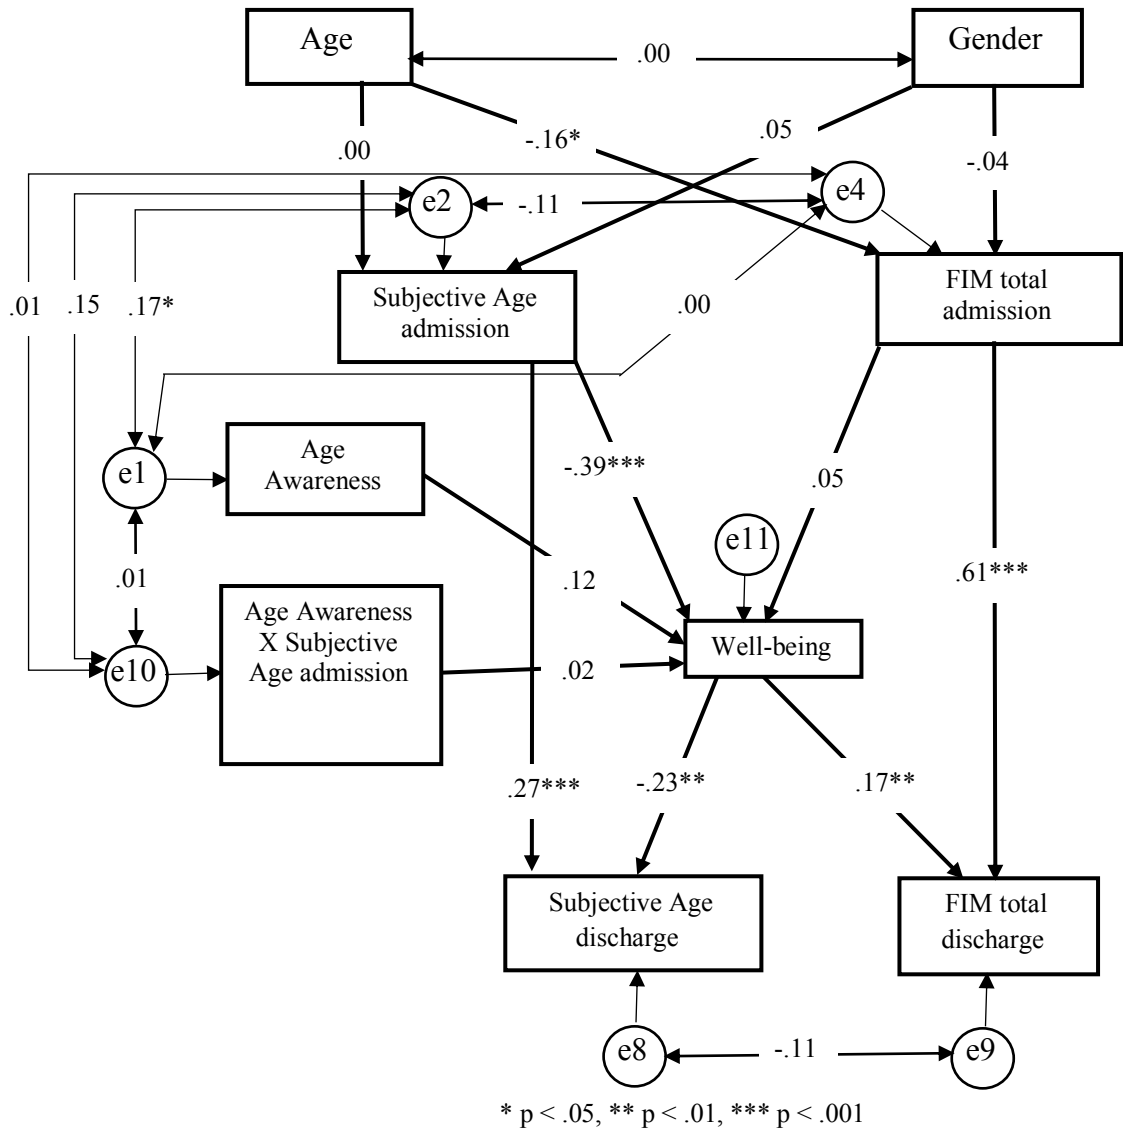 Age
Gender
.00
-.16*
.05
.00
-.04
e2
-.11
e4
.01
.15
.17*
Subjective Age
admission
.00
FIM total
admission
e1
Age
Awareness
-.39***
.05
e11
.01
.12
.61***
e10
Age Awareness
X Subjective
Age admission
.02
Well-being
.27***
-.23**
.17**
Subjective Age
discharge
FIM total
discharge
e8
-.11
e9
* p < .05, ** p < .01, *** p < .001